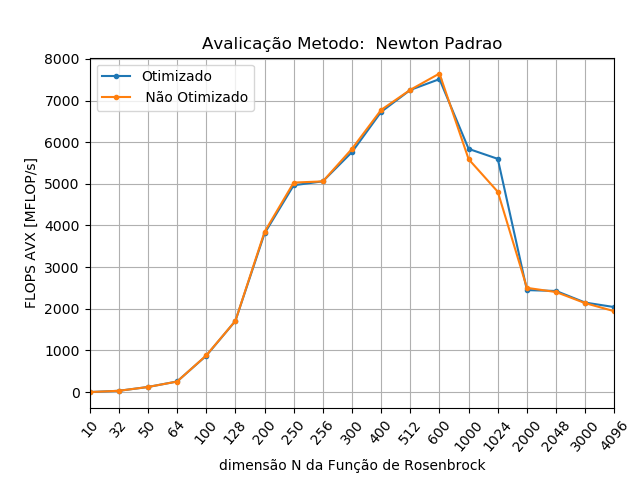 Avalicação Metodo:  Newton Padrao
Otimizado
Não Otimizado
FLOPS AVX [MFLOP/s]
8000
7000
6000
5000
4000
3000
2000
1000
0
10 32 50 64 100 128 200 250 256 300 400 512 600 1000 1024 2000 2048 3000 4096
dimensão N da Função de Rosenbrock